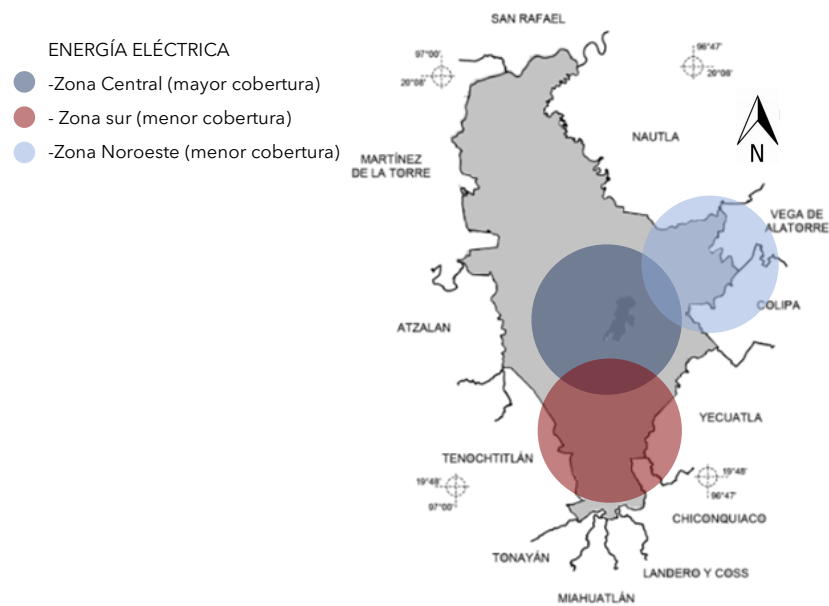 ENERGÍA ELÉCTRICA
-Zona Central (mayor cobertura)
- Zona sur (menor cobertura)
-Zona Noroeste (menor cobertura)
SAN RAFAEL
97°00'
20°08'
96°47'
20°08'
NAUTLA
N
MARTÍNEZ
DE LA TORRE
VEGA DE
ALATORRE
COLIPA
ATZALAN
YECUATLA
TENOCHTITLÁN
19°48'
97°00'
19°48'
96°47'
CHICONQUIACO
TONAYÁN
LANDERO Y COSS
MIAHUATLÁN